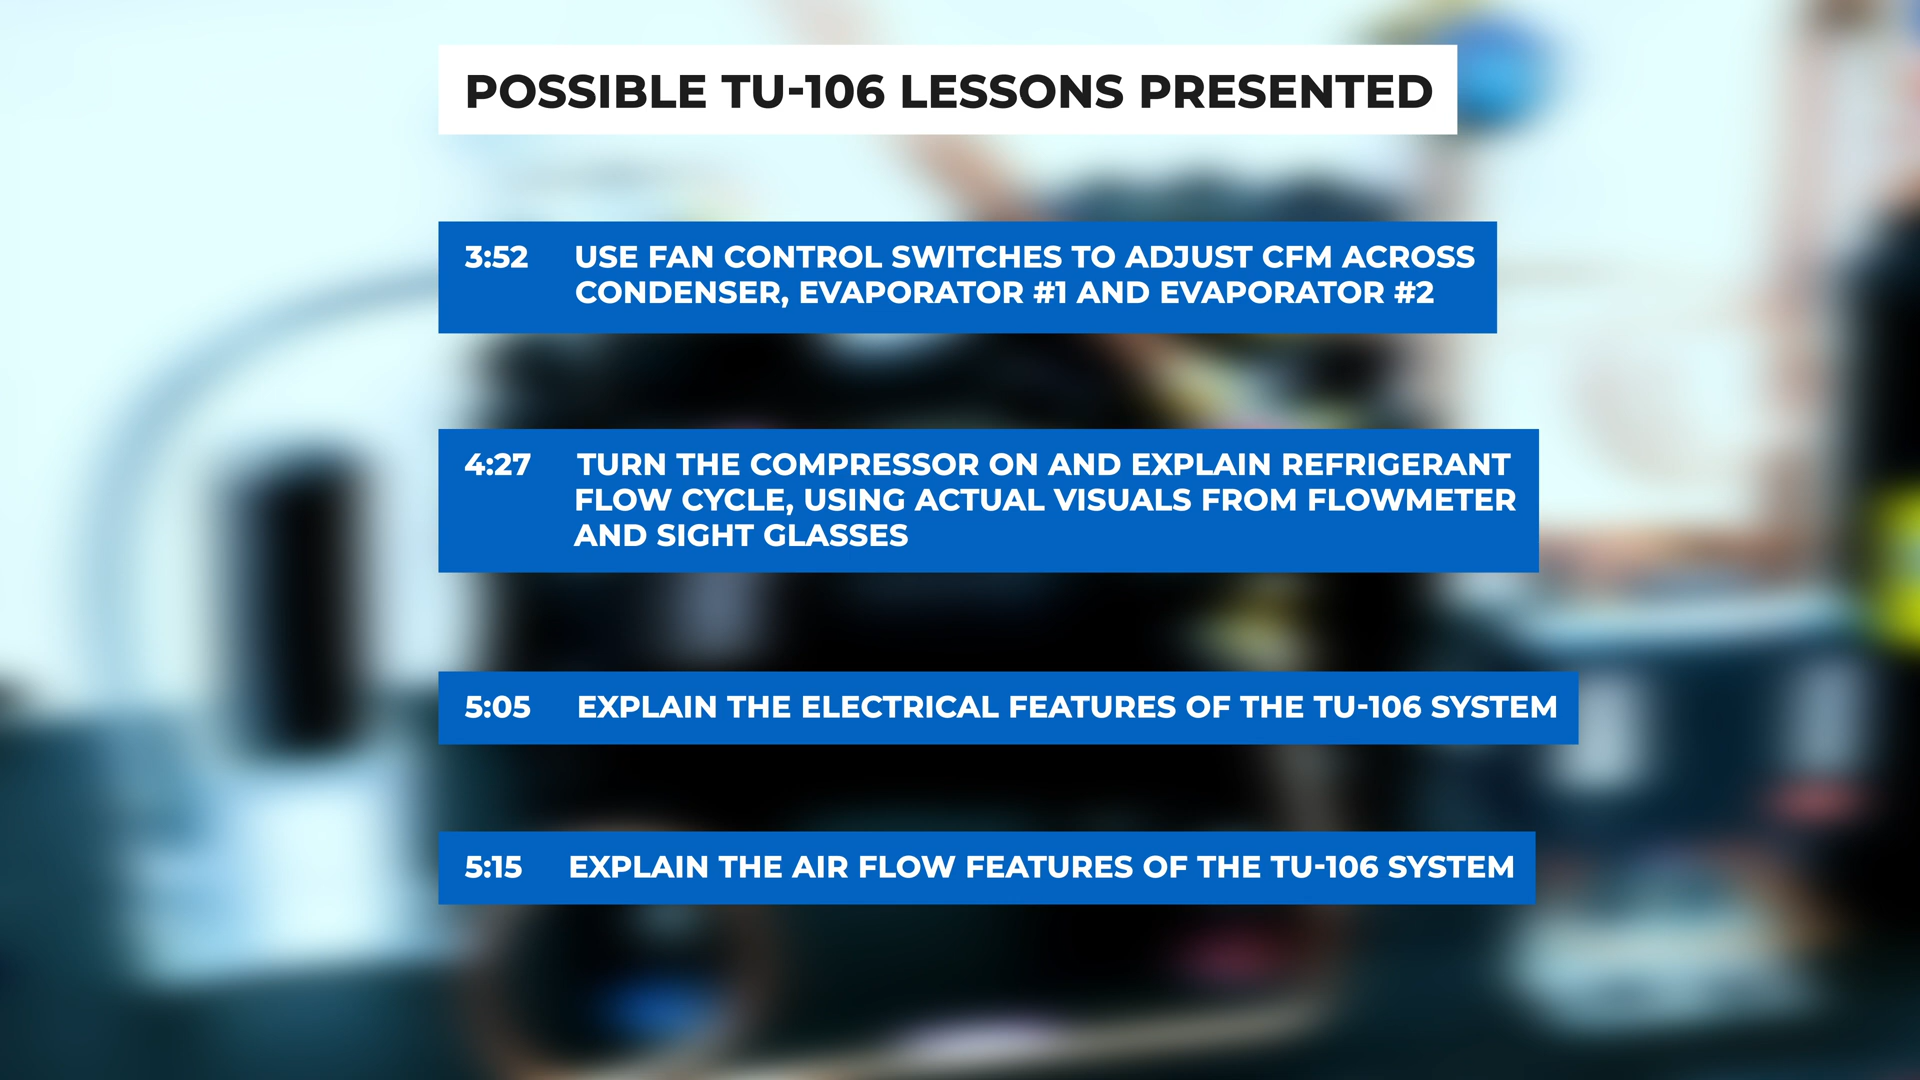 POSSIBLE TU-106 LESSONS PRESENTED
3:52 USE FAN CONTROL SWITCHES TO ADJUST CFM ACROSS
CONDENSER, EVAPORATOR #1 AND EVAPORATOR #2
4:27 TURN THE COMPRESSOR ON AND EXPLAIN REFRIGERANT
FLOW CYCLE, USING ACTUAL VISUALS FROM FLOWMETER
AND SIGHT GLASSES
5:05 EXPLAIN THE ELECTRICAL FEATURES OF THE TU-106 SYSTEM
5:15 EXPLAIN THE AIR FLOW FEATURES OF THE TU-106 SYSTEM